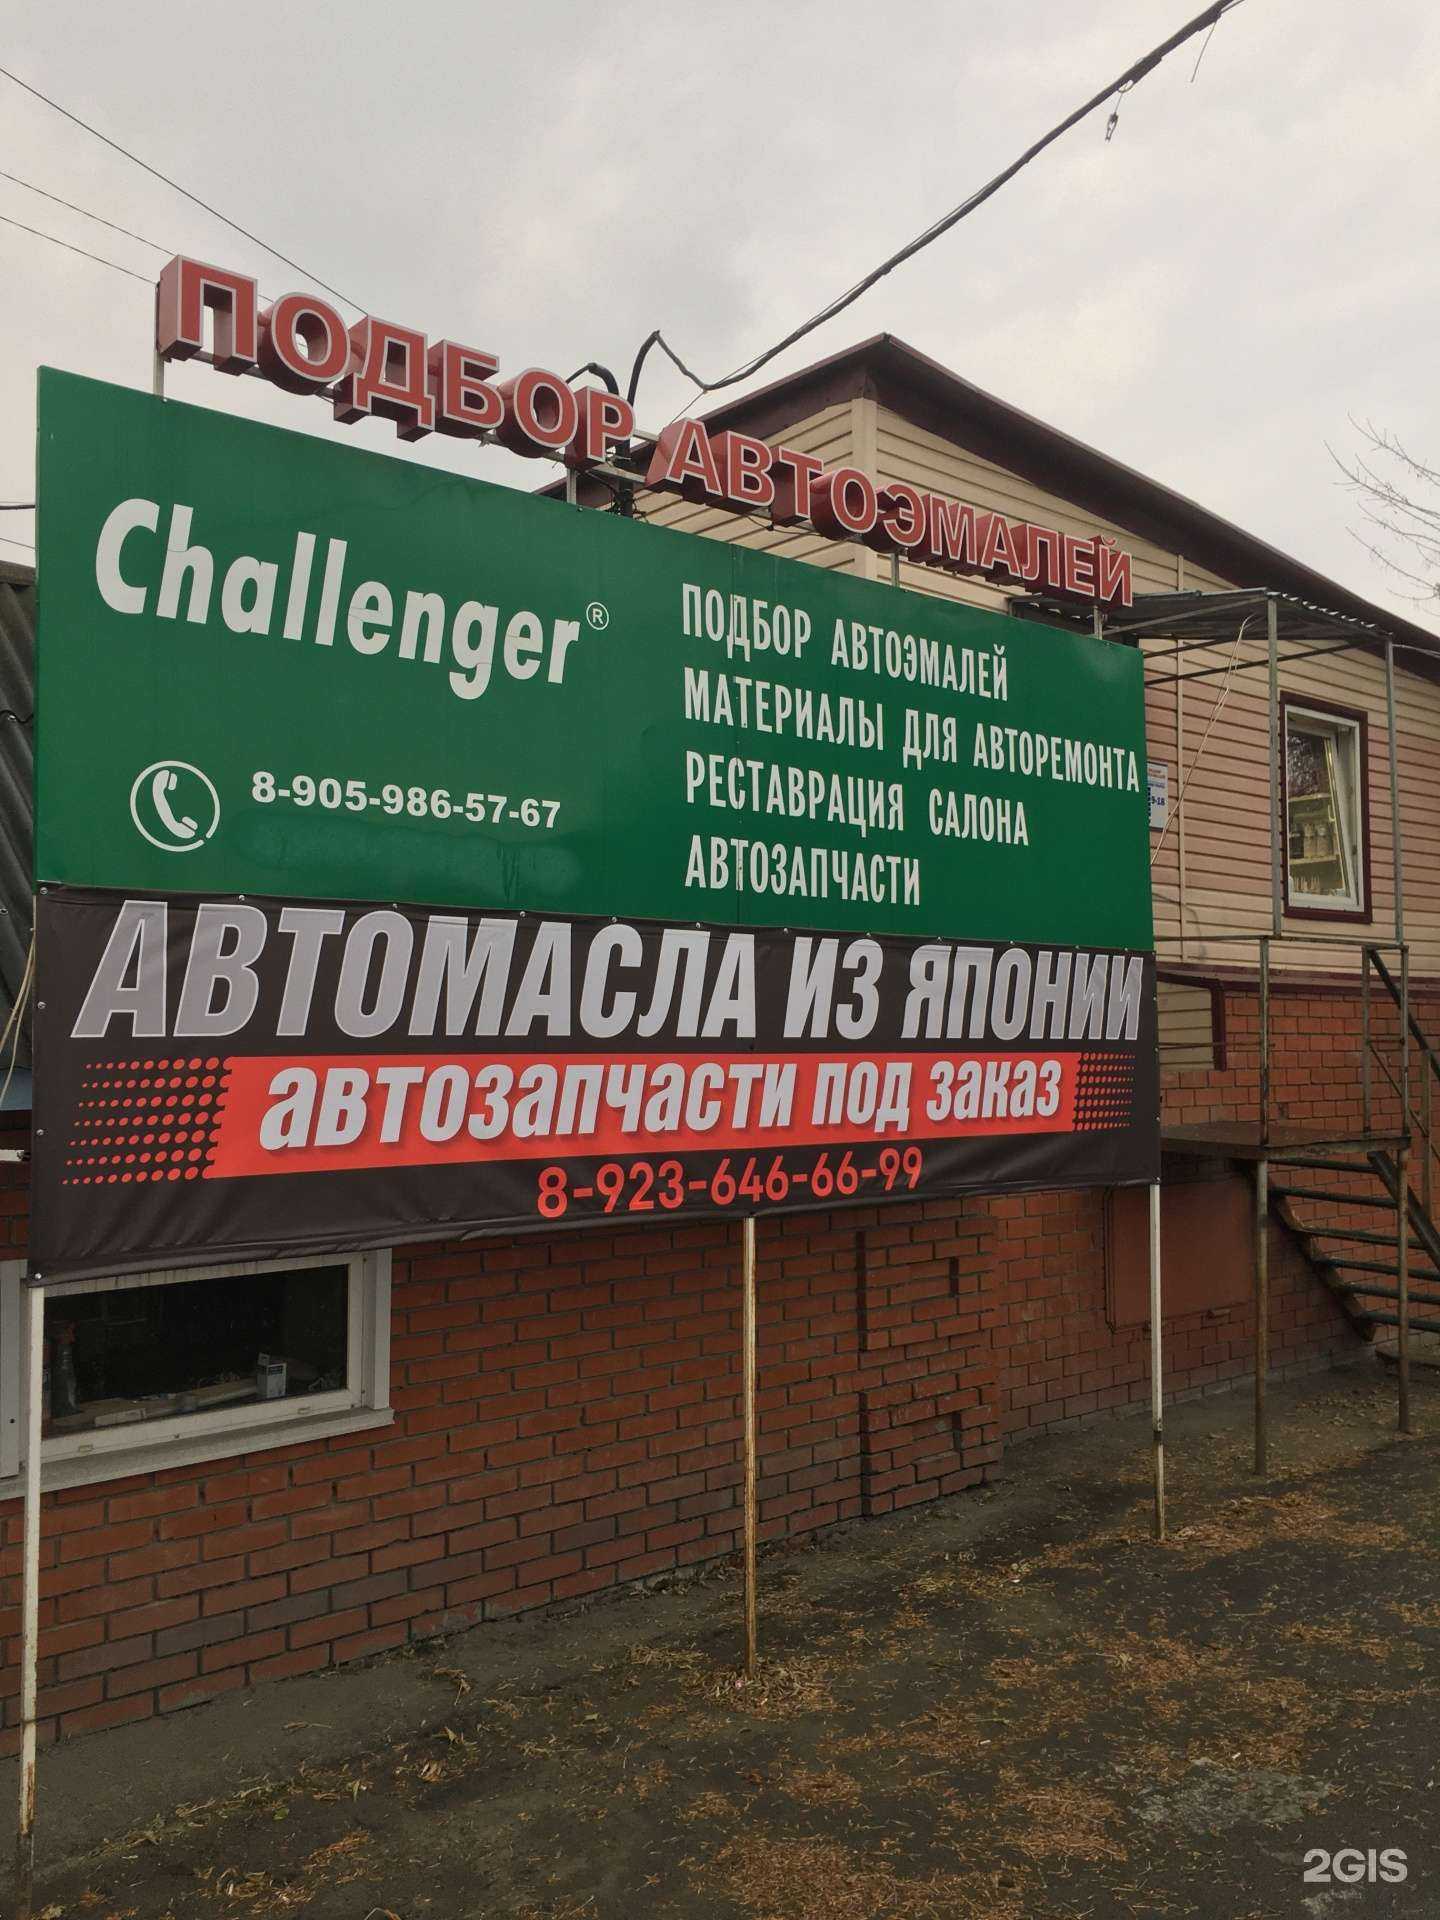 ПОДБОР АВТОЭМАЛЕЙ
Challenger®
8-905-986-57-67
ПОДБОР АВТОЭМАЛЕЙ
МАТЕРИАЛЫ ДЛЯ АВТОРЕМОНТА
РЕСТАВРАЦИЯ САЛОНА
АВТОЗАПЧАСТИ
АВТОМАСЛА ИЗ ЯПОНИИ
автозапчасти под заказ
8-923-646-66-99
2GIS